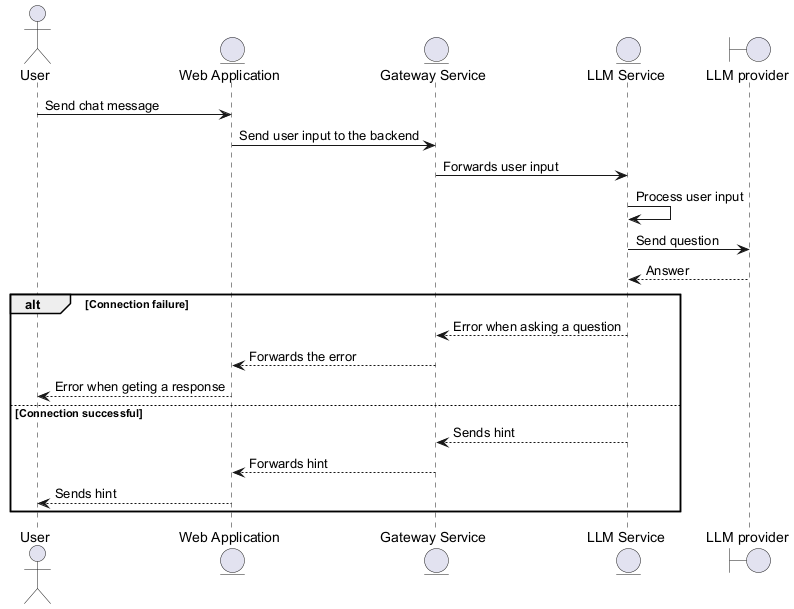 User
Web Application
Gateway Service
LLM Service
LLM provider
Send chat message
Send user input to the backend
Forwards user input
Process user input
Send question
Answer
alt
[Connection failure]
Error when asking a question
Forwards the error
Error when geting a response
[Connection successful]
Sends hint
Forwards hint
Sends hint
User
Web Application
Gateway Service
LLM Service
LLM provider